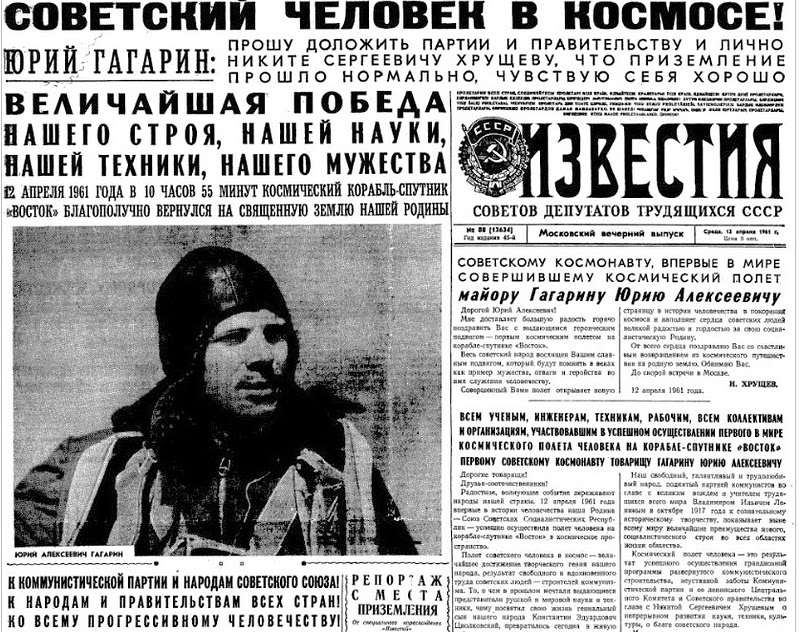 СОВЕТСКИЙ ЧЕЛОВЕК В КОСМОСЕ!
ЮРИЙ ГАГАРИН:
ПРОШУ ДОЛОЖИТЬ ПАРТИИ И ПРАВИТЕЛЬСТВУ И ЛИЧНО
НИКИТЕ СЕРГЕЕВИЧУ ХРУЩЕВУ, ЧТО ПРИЗЕМЛЕНИЕ
ПРОШЛО НОРМАЛЬНО, ЧУВСТВУЮ СЕБЯ ХОРОШО
ВЕЛИЧАЙШАЯ ПОБЕДА
НАШЕГО СТРОЯ, НАШЕЙ НАУКИ,
НАШЕЙ ТЕХНИКИ, НАШЕГО МУЖЕСТВА
12 АПРЕЛЯ 1961 ГОДА В 10 ЧАСОВ 55 МИНУТ КОСМИЧЕСКИЙ КОРАБЛЬ-СПУТНИК
«ВОСТОК» БЛАГОПОЛУЧНО ВЕРНУЛСЯ НА СВЯЩЕННУЮ ЗЕМЛЮ НАШЕЙ РОДИНЫ
ЮРИЙ АЛЕКСЕЕВИЧ ГАГАРИН
К КОММУНИСТИЧЕСКОЙ ПАРТИИ И НАРОДАМ СОВЕТСКОГО СОЮЗА!
К НАРОДАМ И ПРАВИТЕЛЬСТВАМ ВСЕХ СТРАН!
КО ВСЕМУ ПРОГРЕССИВНОМУ ЧЕЛОВЕЧЕСТВУ!
РЕПОРТАЖ
С МЕСТА
ПРИЗЕМЛЕНИЯ
От специального корреспондента
«Известий»
СССР
ИЗВЕСТИЯ
СОВЕТОВ ДЕПУТАТОВ ТРУДЯЩИХСЯ СССР
№ 88 (13634)
Год издания 45-й
Московский вечерний выпуск
Среда, 12 апреля 1961 г.
Цена 2 коп.
СОВЕТСКОМУ КОСМОНАВТУ, ВПЕРВЫЕ В МИРЕ
СОВЕРШИВШЕМУ КОСМИЧЕСКИЙ ПОЛЕТ
майору Гагарину Юрию Алексеевичу
Дорогой Юрий Алексеевич!
Мне доставляет большую радость горячо
поздравить Вас с выдающимся героическим
подвигом — первым космическим полетом на
корабле-спутнике «Восток».
Весь советский народ восхищен Вашим славным
подвигом, который будут помнить в веках
как пример мужества, отваги и геройства во
имя служения человечеству.
Совершенный Вами полет открывает новую
страницу в истории человечества в покорении
космоса и наполняет сердца советских людей
великой радостью и гордостью за свою социалистическую
Родину.
От всего сердца поздравляю Вас со счастливым
возвращением из космического путешествия
на родную землю. Обнимаю Вас.
До скорой встречи в Москве.
Н. ХРУЩЕВ.
12 апреля 1961 года.
ВСЕМ УЧЕНЫМ, ИНЖЕНЕРАМ, ТЕХНИКАМ, РАБОЧИМ, ВСЕМ КОЛЛЕКТИВАМ
И ОРГАНИЗАЦИЯМ, УЧАСТВОВАВШИМ В УСПЕШНОМ ОСУЩЕСТВЛЕНИИ ПЕРВОГО В МИРЕ
КОСМИЧЕСКОГО ПОЛЕТА ЧЕЛОВЕКА НА КОРАБЛЕ-СПУТНИКЕ «ВОСТОК»
ПЕРВОМУ СОВЕТСКОМУ КОСМОНАВТУ ТОВАРИЩУ ГАГАРИНУ ЮРИЮ АЛЕКСЕЕВИЧУ
Дорогие товарищи!
Друзья-соотечественники!
Радостное, волнующее событие переживают
народы нашей страны. 12 апреля 1961 года
впервые в истории человечества наша Родина
— Союз Советских Социалистических Республик
— успешно осуществила полет человека на
корабле-спутнике «Восток» в космическое пространство.
Полет советского человека в космос — величайшее
достижение творческого гения нашего
народа, результат свободного и вдохновенного
труда советских людей — строителей коммунизма.
То, о чем в прошлом мечтали выдающиеся
представители русской и мировой науки и техники,
чему посвятил свою жизнь гениальный
сын нашего народа Константин Эдуардович
Циолковский, превратилось сегодня в живую
Наш свободный, талантливый и трудолюбивый
народ, поднятый партией коммунистов во
главе с великим вождем и учителем трудящихся
всего мира Владимиром Ильичем Лениным
в октябре 1917 года к сознательному
историческому творчеству, показывает ныне
всему миру величайшие преимущества нового,
социалистического строя во всех областях
жизни общества.
Космический полет человека — это результат
успешного осуществления грандиозной
программы развернутого коммунистического
строительства, неустанной заботы Коммунистической
партии и ее ленинского Центрального
Комитета и Советского правительства во
главе с Никитой Сергеевичем Хрущевым о
непрерывном развитии науки, техники, культуры,
о благе советского народа.